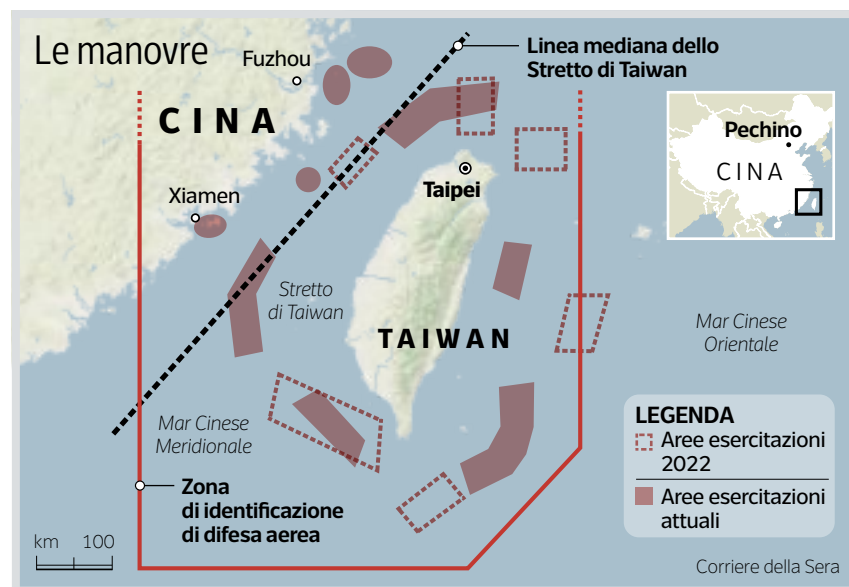 Le manovre
Fuzhou
CINA
Xiamen
Linea mediana dello
Stretto di Taiwan
Pechino
CINA
Taipei
Stretto
di Taiwan
TAIWAN
Mar Cinese
Orientale
Mar Cinese
Meridionale
Zona
di identificazione
di difesa aerea
LEGENDA
Aree esercitazioni
2022
Aree esercitazioni
attuali
km 100
Corriere della Sera